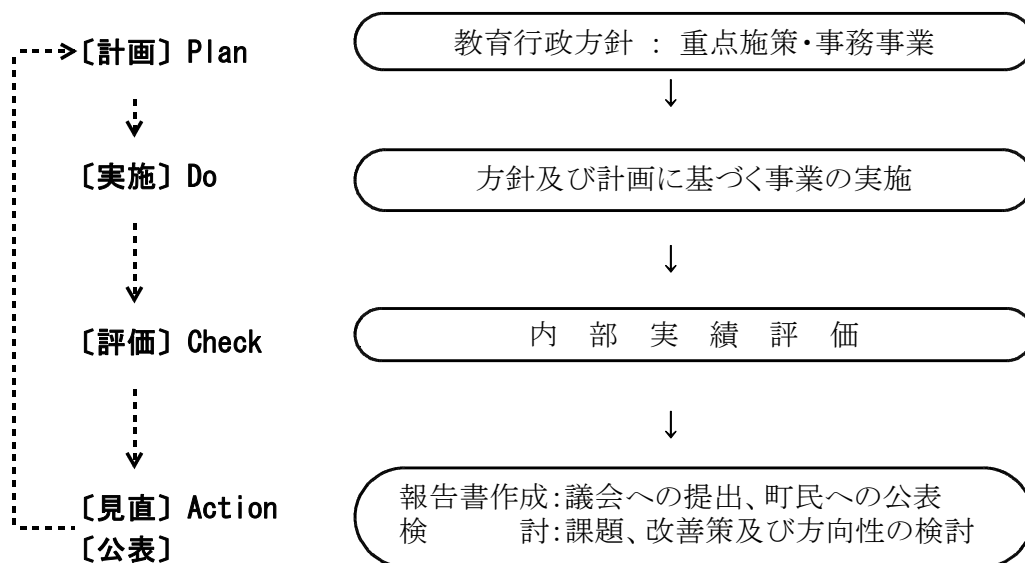 〔計画〕Plan
教育行政方針 : 重点施策・事務事業
↓
〔実施〕Do
方針及び計画に基づく事業の実施
↓
〔評価〕Check
内 部 実 績 評 価
↓
〔見直〕Action
〔公表〕
報告書作成:議会への提出、町民への公表
検 討:課題、改善策及び方向性の検討